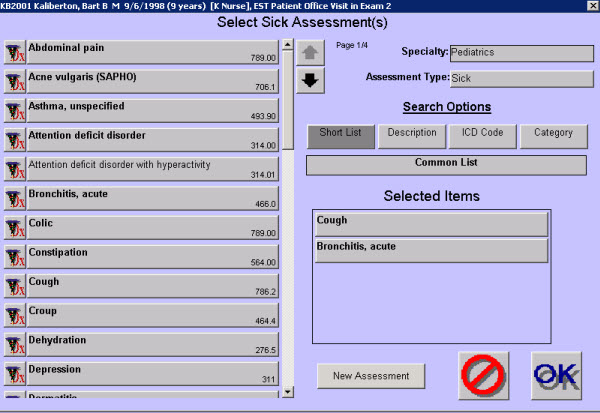 KB2001 Kaliberton, Bart B M 9/6/1998 (9 years) [K Nurse], EST Patient Office Visit in Exam 2
Select Sick Assessment(s)
Abdominal pain
789.00
Acne vulgaris (SAPHO)
706.1
Asthma, unspecified
493.90
Attention deficit disorder
314.00
Attention deficit disorder with hyperactivity
314.01
Bronchitis, acute
466.0
Colic
789.00
Constipation
564.00
Cough
786.2
Croup
464.4
Dehydration
276.5
Depression
311
Dermatitis
Page 1/4
Specialty: Pediatrics
Assessment Type: Sick
Search Options
Short List Description ICD Code Category
Common List
Selected Items
Cough
Bronchitis, acute
New Assessment
OK